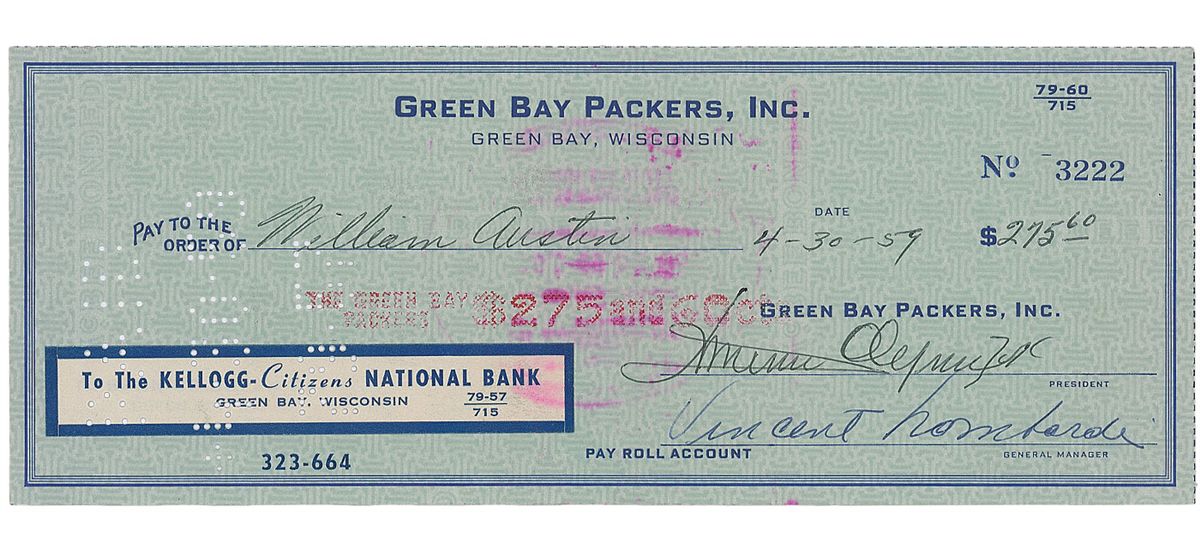 GREEN BAY PACKERS, INC.
GREEN BAY, WISCONSIN
79-60
715
Nº 3222
PAY TO THE
ORDER OF William Austin
DATE
4-30-59
$275 60
THE GREEN BAY
PACKERS
$275 and 60 cts
GREEN BAY PACKERS, INC.
PRESIDENT
To The KELLOGG-Citizens NATIONAL BANK
GREEN BAY, WISCONSIN
79-57
715
Vincent Lombardi
GENERAL MANAGER
PAY ROLL ACCOUNT
323-664